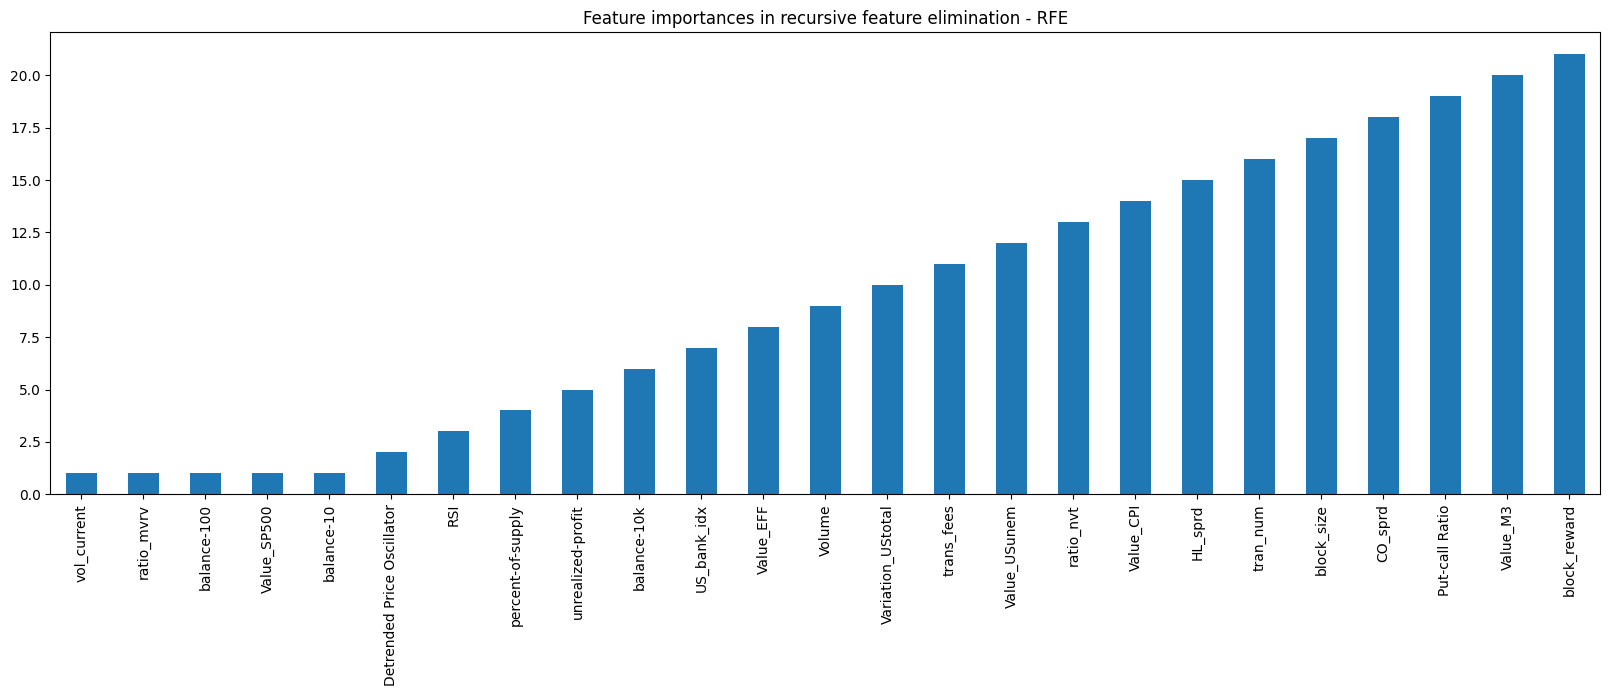 Feature importances in recursive feature elimination - RFE
20.0
17.5
15.0
12.5
10.0
7.5
5.0
2.5
0.0
vol_current
ratio_mvrv
balance-100
Value_SP500
balance-10
Detrended Price Oscillator
RSI
percent-of-supply
unrealized-profit
balance-10k
US_bank_idx
Value_EFF
Volume
Variation_UStotal
trans_fees
Value_USunem
ratio_nvt
Value_CPI
HL_sprd
tran_num
block_size
CO_sprd
Put-call Ratio
Value_M3
block_reward